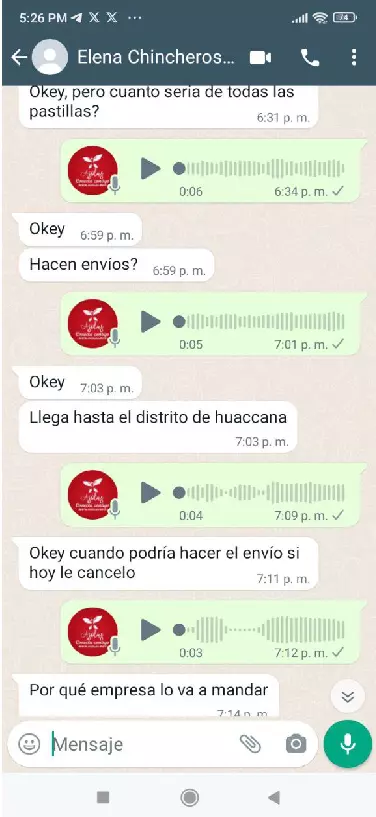 5:26 PM
74
Elena Chincheros...
Okey, pero cuanto seria de todas las
pastillas?
6:31 p. m.
0:06
6:34 p. m.
Okey
6:59 p. m.
Hacen envios?
6:59 p. m.
0:05
7:01 p. m.
Okey
7:03 p. m.
Llega hasta el distrito de huaccana
7:03 p. m.
0:04
7:09 p. m.
Okey cuando podría hacer el envío si
hoy le cancelo
7:11 p. m.
0:03
7:12 p. m.
Por qué empresa lo va a mandar
7:14 p. m.
Mensaje